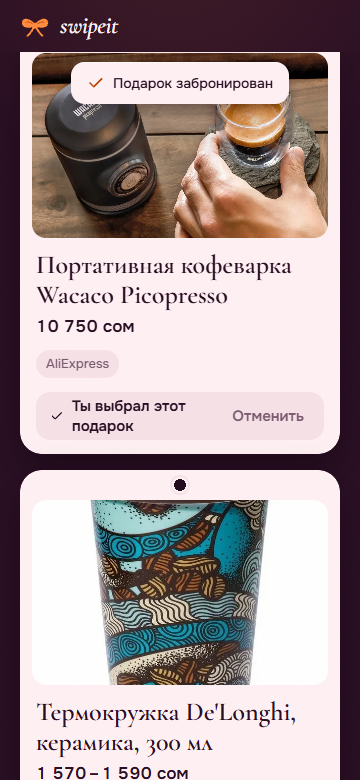 swipeit
Подарок забронирован
Портативная кофеварка
Wacaco Picopresso
10 750 сом
AliExpress
Ты выбрал этот
подарок
Отменить
Термокружка De'Longhi,
керамика, 300 мл
1 570 – 1 590 сом